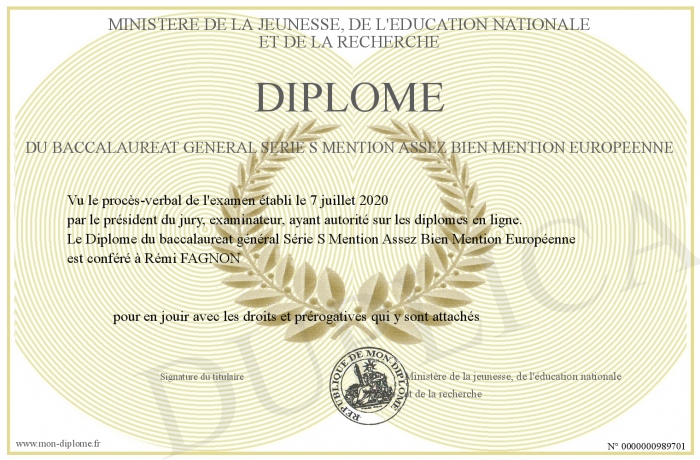 MINISTERE DE LA JEUNESSE, DE L'EDUCATION NATIONALE
ET DE LA RECHERCHE
DIPLOME
DU BACCALAUREAT GENERAL SERIE S MENTION ASSEZ BIEN MENTION EUROPEENNE
Vu le procès-verbal de l'examen établi le 7 juillet 2020
par le président du jury, examinateur, ayant autorité sur les diplomes en ligne.
Le Diplome du baccalaureat général Série S Mention Assez Bien Mention Européenne
est conféré à Rémi FAGNON
pour en jouir avec les droits et prérogatives qui y sont attachés
Signature du titulaire
Ministère de la jeunesse, de l'éducation nationale
et de la recherche
REPUBLIQUE DE MON-DIPLOME
DUPLICATA
www.mon-diplome.fr
N° 0000000989701